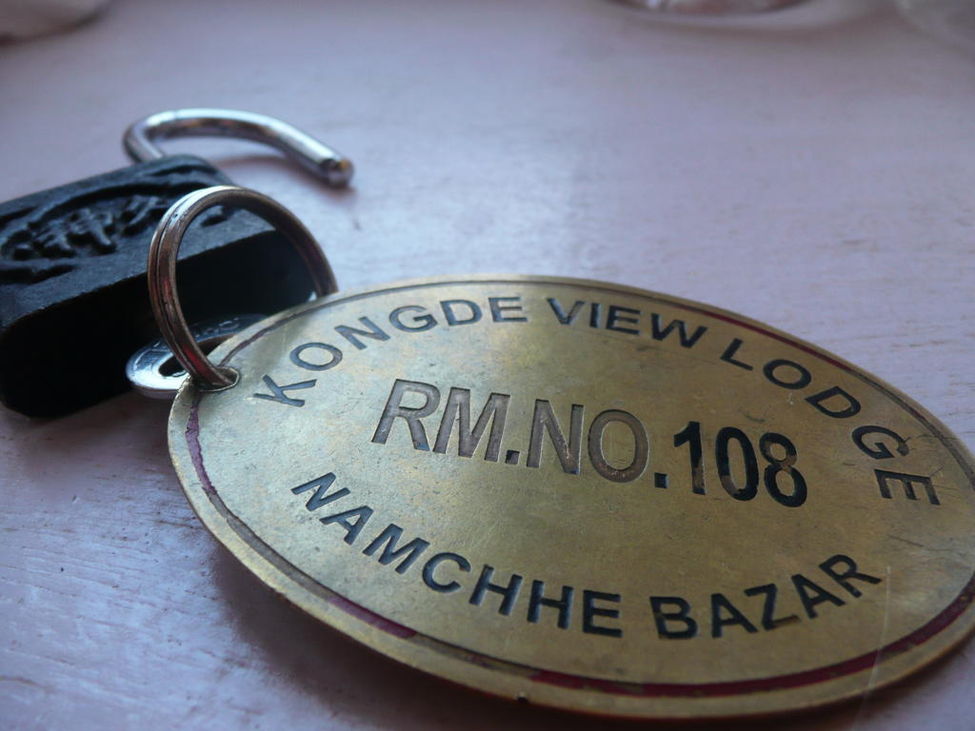 KONGDE VIEW LODGE
RM.NO.108
NAMCHHE BAZAR